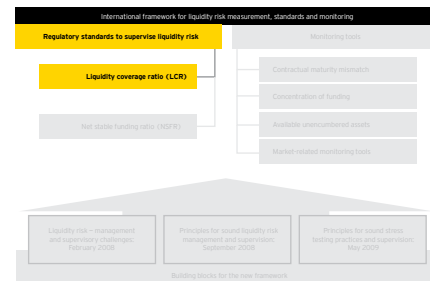 International framework for liquidity risk measurement, standards and monitoring
Regulatory standards to supervise liquidity risk
Monitoring tools
Liquidity coverage ratio (LCR)
Net stable funding ratio (NSFR)
Contractual maturity mismatch
Concentration of funding
Available unencumbered assets
Market-related monitoring tools
Liquidity risk – management
and supervisory challenges:
February 2008
Principles for sound liquidity risk
management and supervision:
September 2008
Principles for sound stress
testing practices and supervision:
May 2009
Building blocks for the new framework